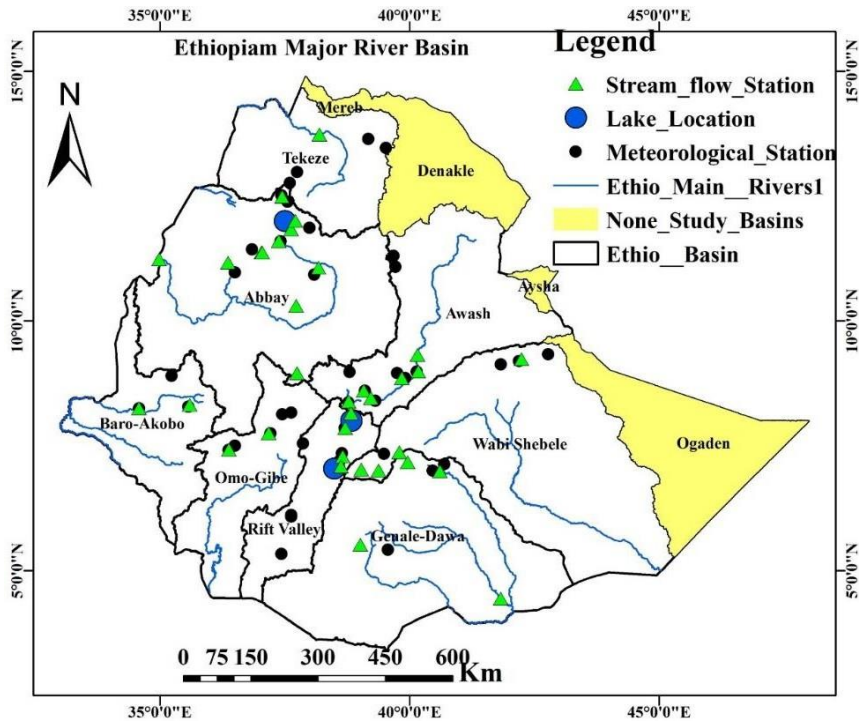 35°0'0"E 40°0'0"E 45°0'0"E
Ethiopiam Major River Basin
Legend
Stream_flow_Station
Lake_Location
Meteorological_Station
Ethio_Main__Rivers1
None_Study_Basins
Ethio__Basin
N
15°0'0"N 15°0'0"N
10°0'0"N 10°0'0"N
5°0'0"N 5°0'0"N
Mereb
Tekeze
Denakle
Abbay
Awash
Aysha
Baro-Akobo
Omo-Gibe
Rift Valley
Wabi Shebele
Ogaden
Genale-Dawa
0 75 150 300 450 600
Km
35°0'0"E 40°0'0"E 45°0'0"E